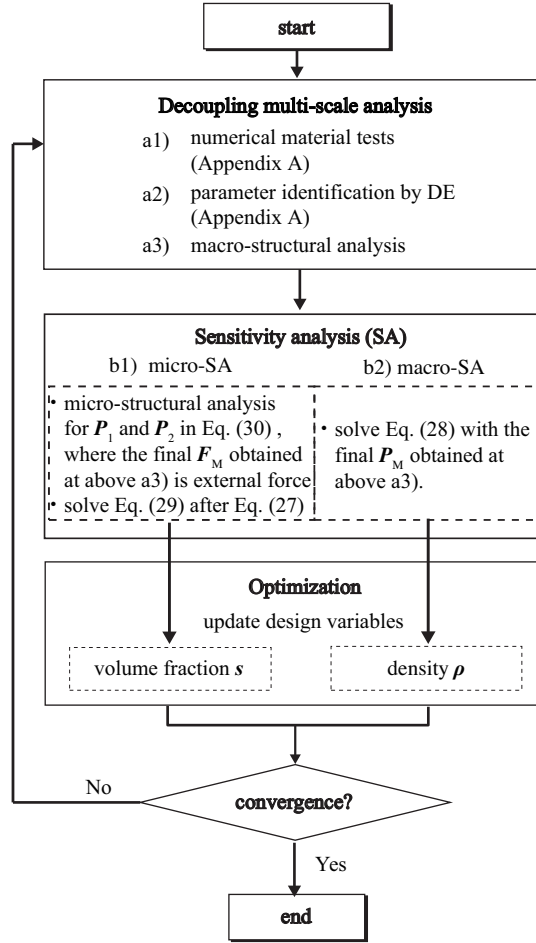 start
Decoupling multi-scale analysis
a1) numerical material tests
(Appendix A)
a2) parameter identification by DE
(Appendix A)
a3) macro-structural analysis
Sensitivity analysis (SA)
b1) micro-SA
• micro-structural analysis
for P₁ and P₂ in Eq. (30) ,
where the final F_M obtained
at above a3) is external force
• solve Eq. (29) after Eq. (27)
b2) macro-SA
• solve Eq. (28) with the
final P_M obtained at
above a3).
Optimization
update design variables
volume fraction s
density ρ
convergence?
No
Yes
end